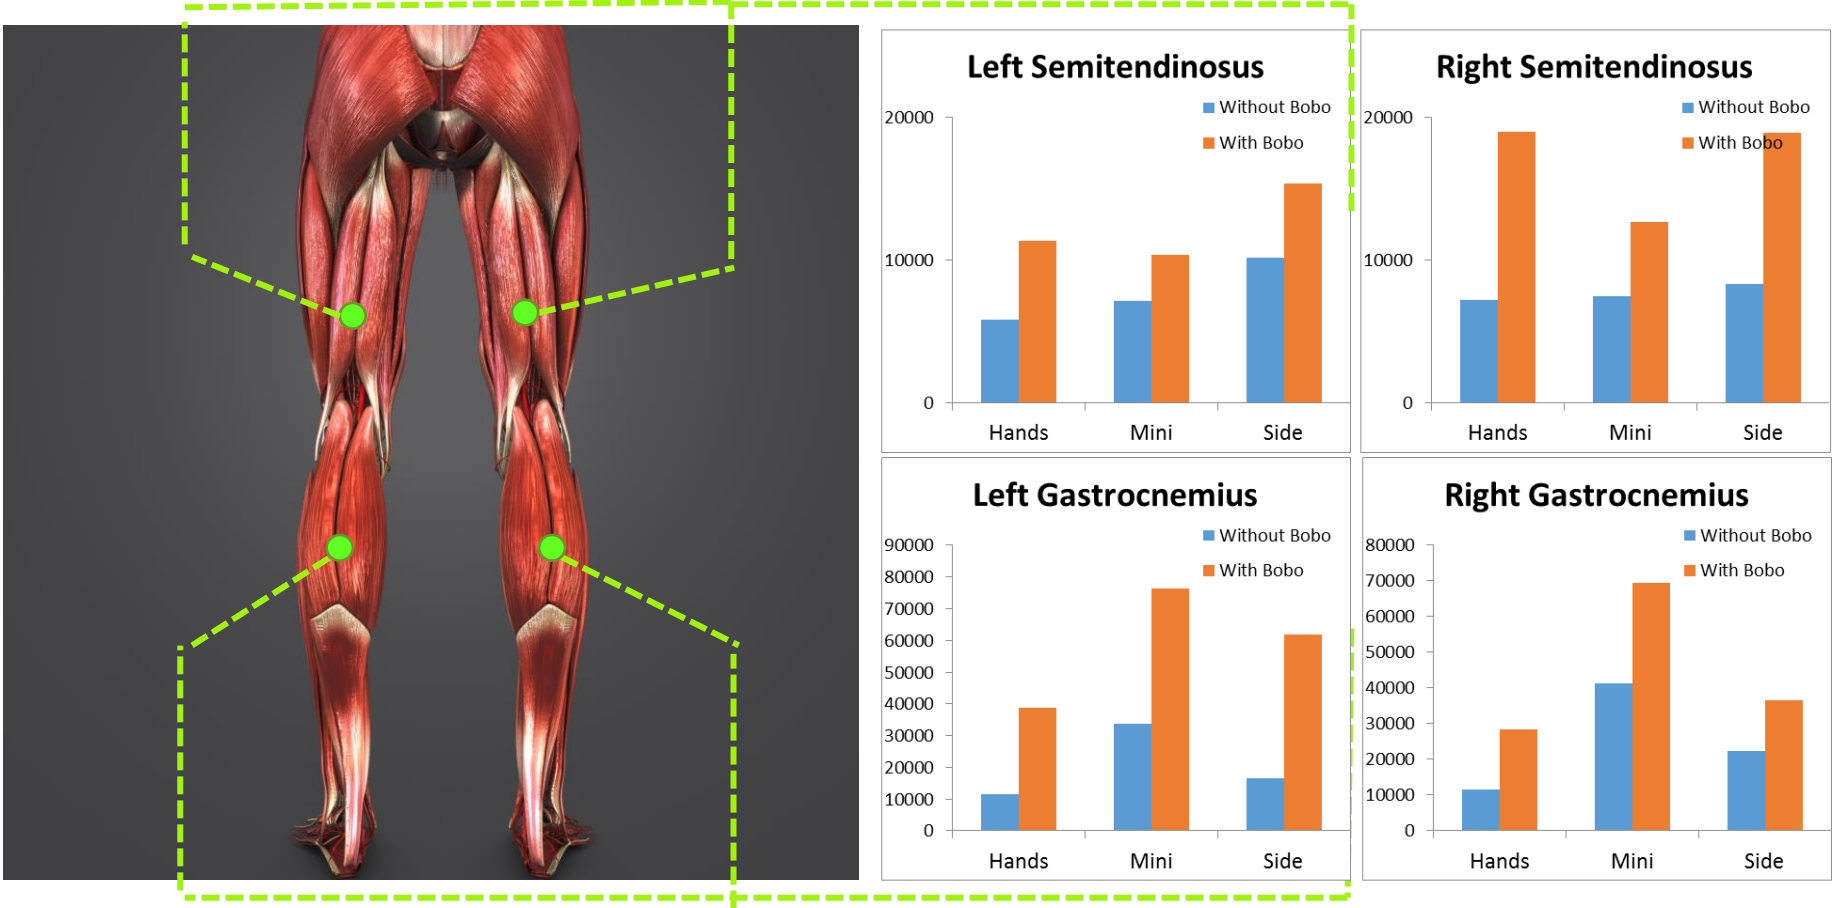 Left Semitendinosus
Without Bobo
With Bobo
20000
10000
0
Hands Mini Side
Right Semitendinosus
Without Bobo
With Bobo
20000
10000
0
Hands Mini Side
Left Gastrocnemius
Without Bobo
With Bobo
90000
80000
70000
60000
50000
40000
30000
20000
10000
0
Hands Mini Side
Right Gastrocnemius
Without Bobo
With Bobo
80000
70000
60000
50000
40000
30000
20000
10000
0
Hands Mini Side